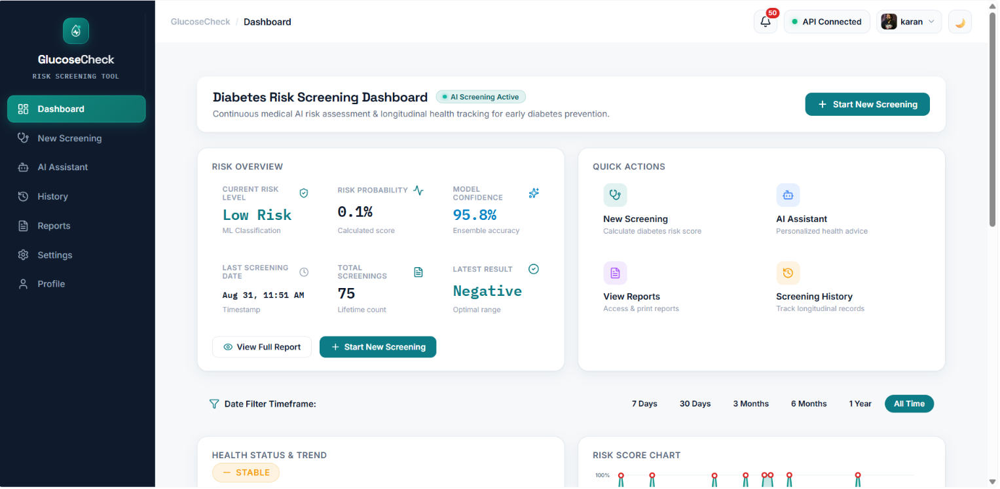 GlucoseCheck
RISK SCREENING TOOL
Dashboard
New Screening
AI Assistant
History
Reports
Settings
Profile
GlucoseCheck / Dashboard
50
API Connected
karan
Diabetes Risk Screening Dashboard
AI Screening Active
Continuous medical AI risk assessment & longitudinal health tracking for early diabetes prevention.
+ Start New Screening
RISK OVERVIEW
CURRENT RISK
LEVEL
Low Risk
ML Classification
RISK PROBABILITY
0.1%
Calculated score
MODEL
CONFIDENCE
95.8%
Ensemble accuracy
LAST SCREENING
DATE
Aug 31, 11:51 AM
Timestamp
TOTAL
SCREENINGS
75
Lifetime count
LATEST RESULT
Negative
Optimal range
View Full Report
+ Start New Screening
QUICK ACTIONS
New Screening
Calculate diabetes risk score
AI Assistant
Personalized health advice
View Reports
Access & print reports
Screening History
Track longitudinal records
Date Filter Timeframe:
7 Days
30 Days
3 Months
6 Months
1 Year
All Time
HEALTH STATUS & TREND
STABLE
RISK SCORE CHART
100%